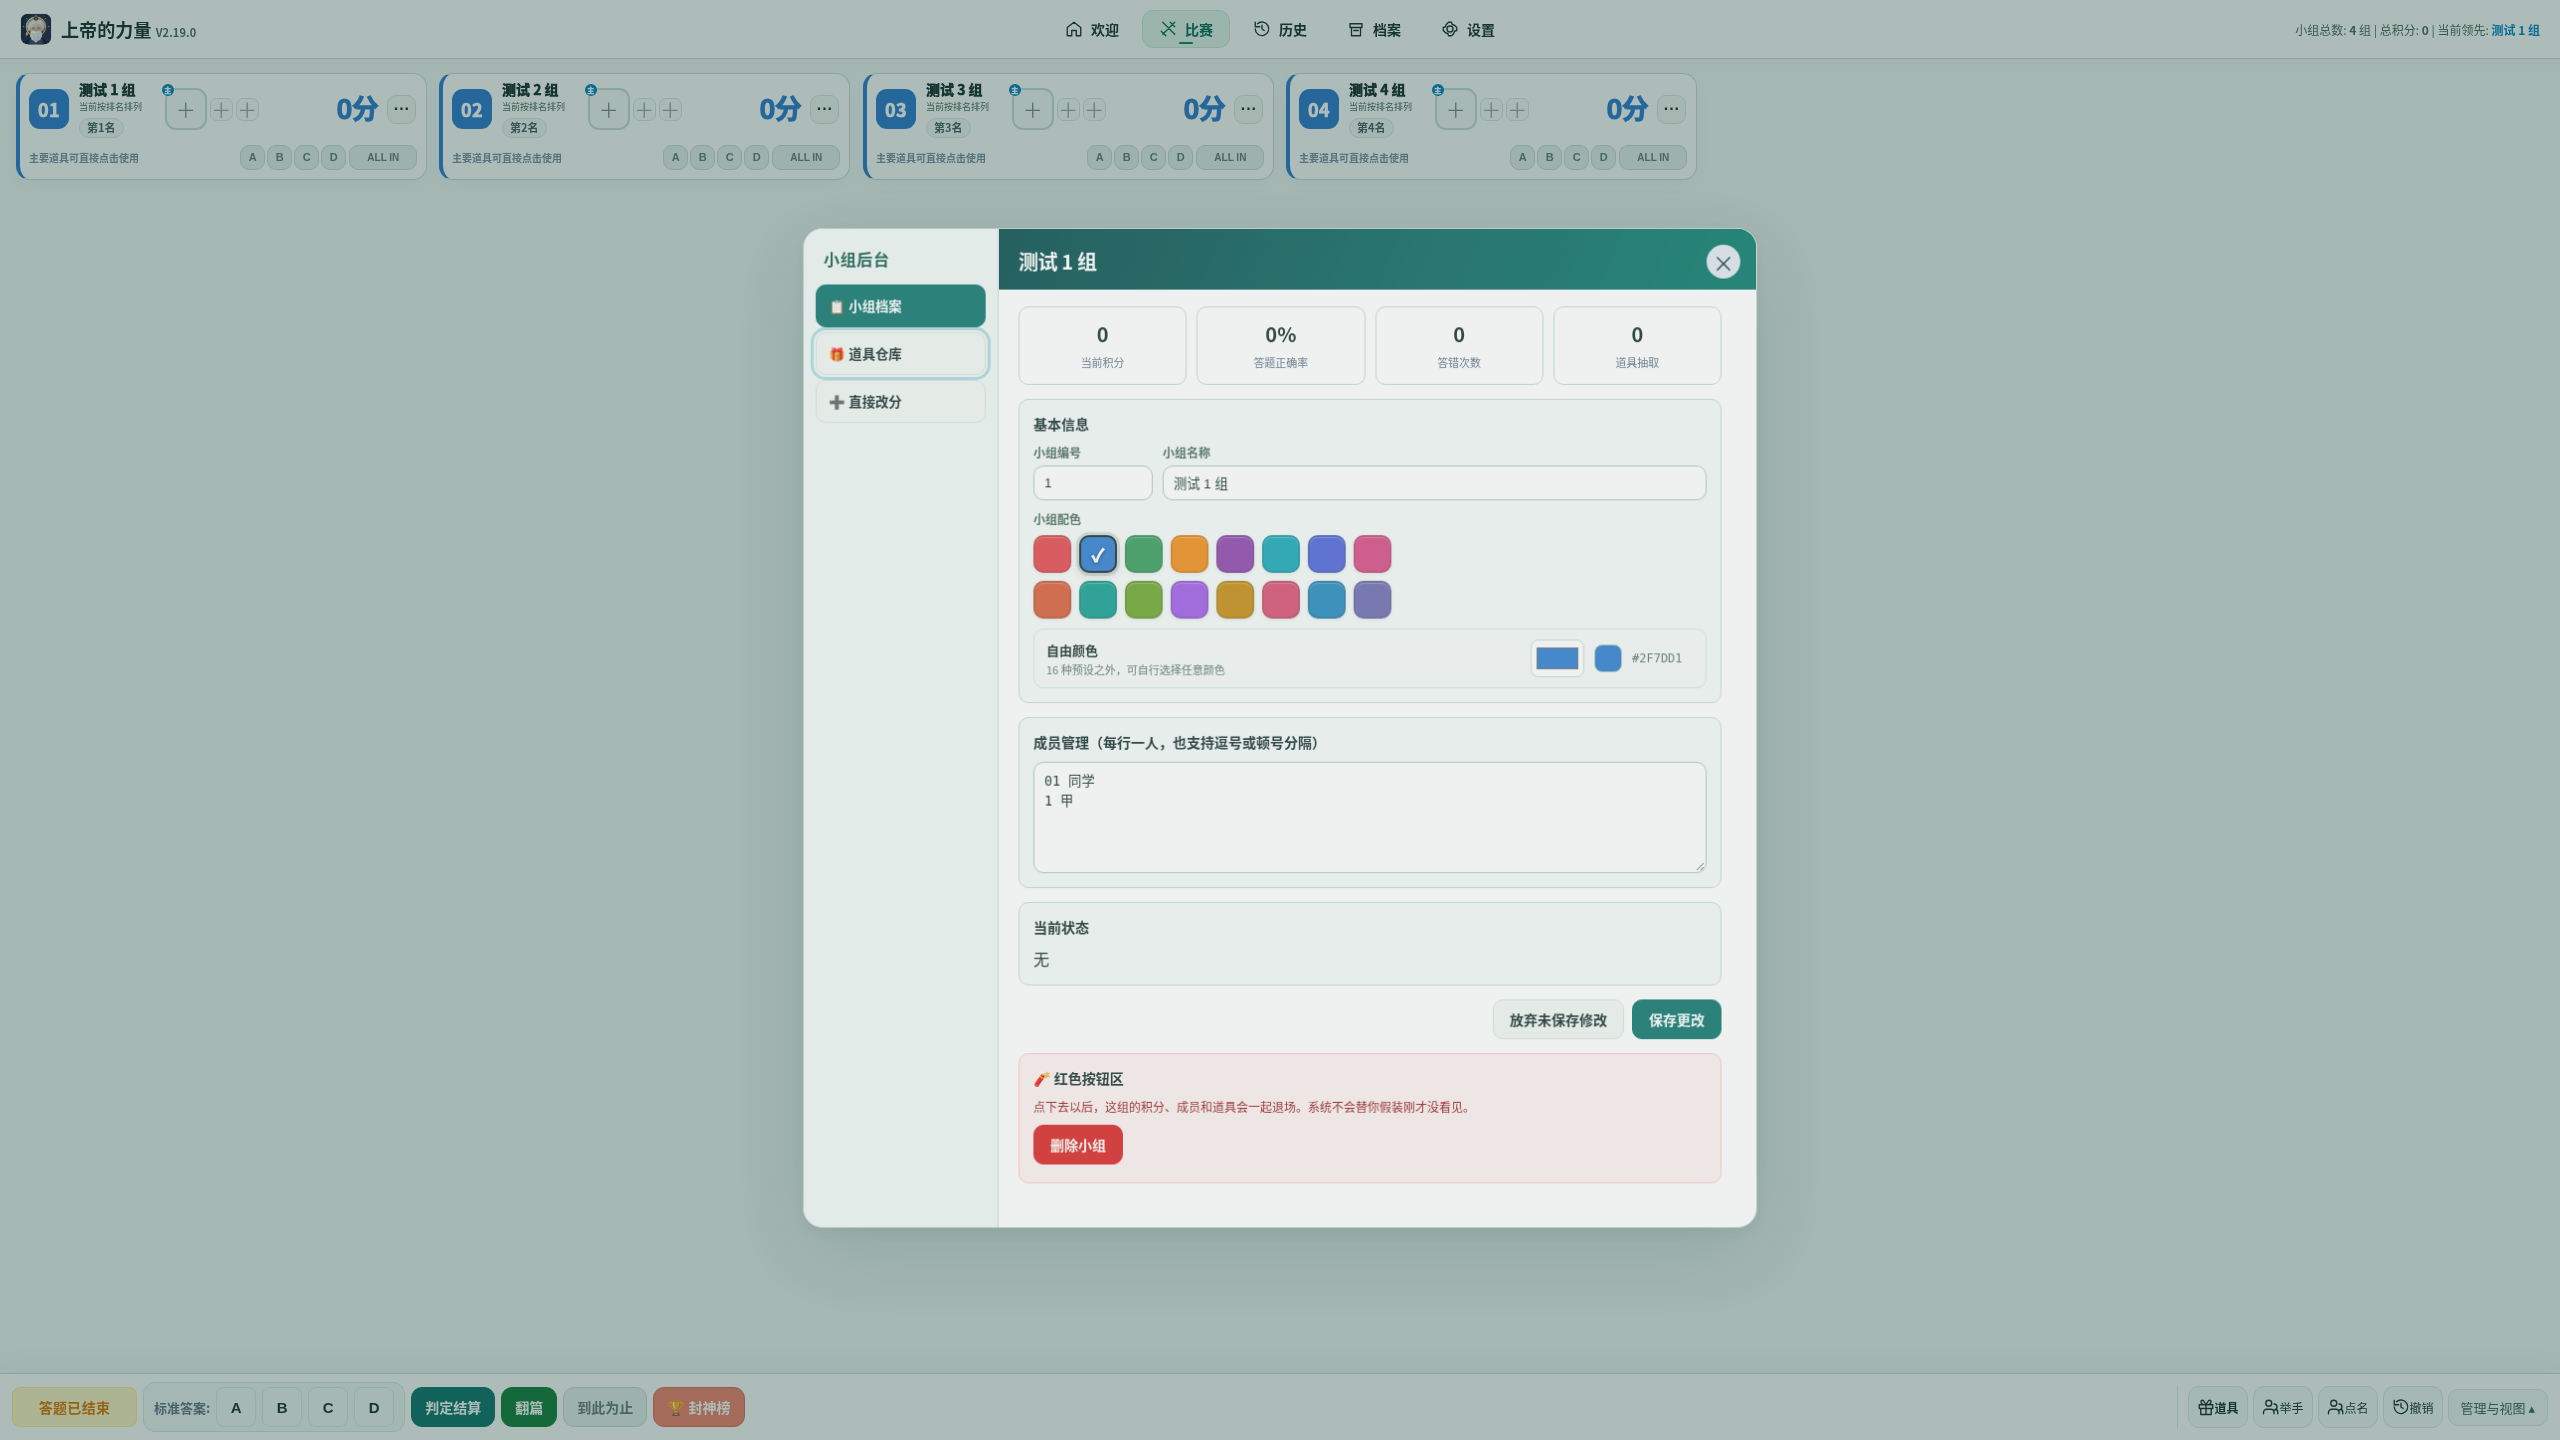 上帝的力量 V2.19.0
欢迎
比赛
历史
档案
设置
小组总数: 4 组 | 总积分: 0 | 当前领先: 测试 1 组
01
测试 1 组
当前按排名排列
第1名
主
0分
主要道具可直接点击使用
A B C D ALL IN
02
测试 2 组
当前按排名排列
第2名
主
0分
主要道具可直接点击使用
A B C D ALL IN
03
测试 3 组
当前按排名排列
第3名
主
0分
主要道具可直接点击使用
A B C D ALL IN
04
测试 4 组
当前按排名排列
第4名
主
0分
主要道具可直接点击使用
A B C D ALL IN
小组后台
小组档案
道具仓库
直接改分
测试 1 组
0
当前积分
0%
答题正确率
0
答错次数
0
道具抽取
基本信息
小组编号
小组名称
1
测试 1 组
小组配色
自由颜色
16 种预设之外，可自行选择任意颜色
#2F7DD1
成员管理（每行一人，也支持逗号或顿号分隔）
01 同学
1 甲
当前状态
无
放弃未保存修改
保存更改
红色按钮区
点下去以后，这组的积分、成员和道具会一起退场。系统不会替你假装刚才没看见。
删除小组
答题已结束
标准答案: A B C D
判定结算
翻篇
到此为止
封神榜
道具
举手
点名
撤销
管理与视图 ▴